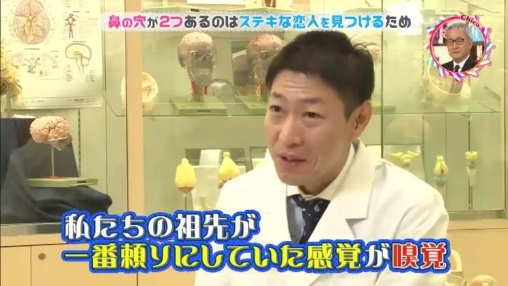 鼻の穴が2つあるのはステキな恋人を見つけるため
Chico
私たちの祖先が
一番頼りにしていた感覚が嗅覚